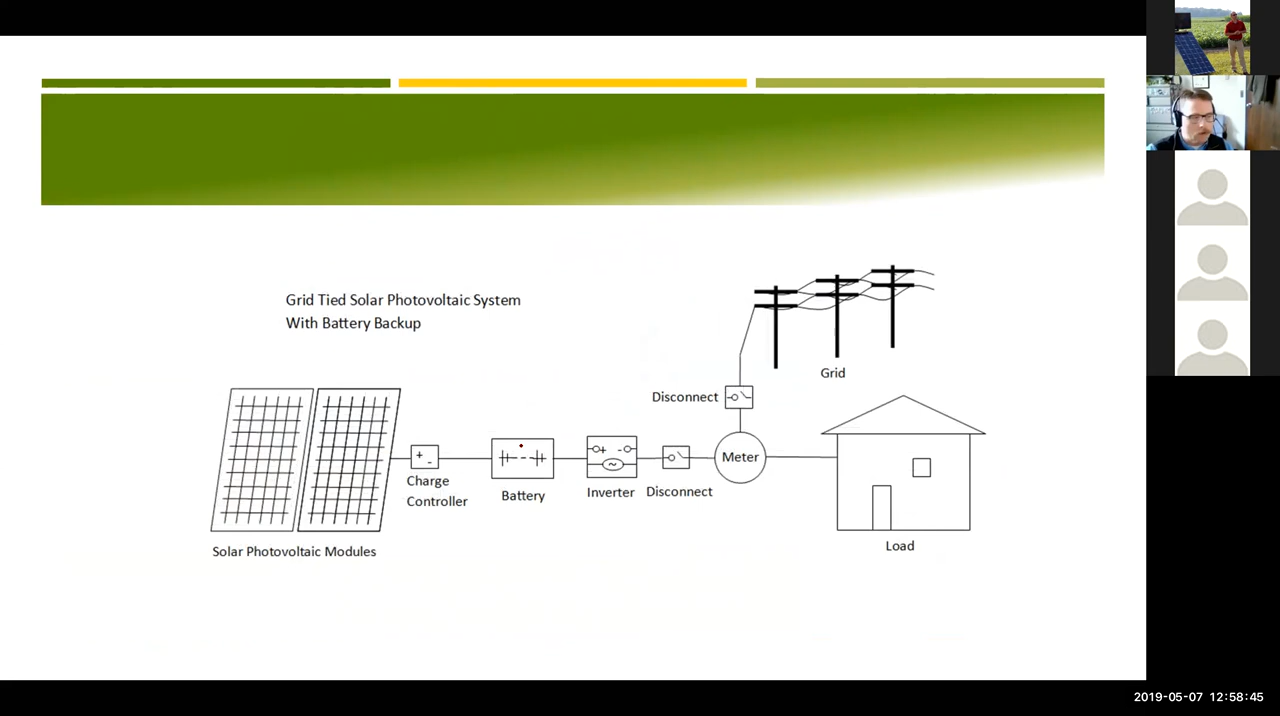 Grid Tied Solar Photovoltaic System
With Battery Backup
Grid
Disconnect
Meter
Charge
Controller
Battery
Inverter
Disconnect
Load
Solar Photovoltaic Modules
2019-05-07 12:58:45